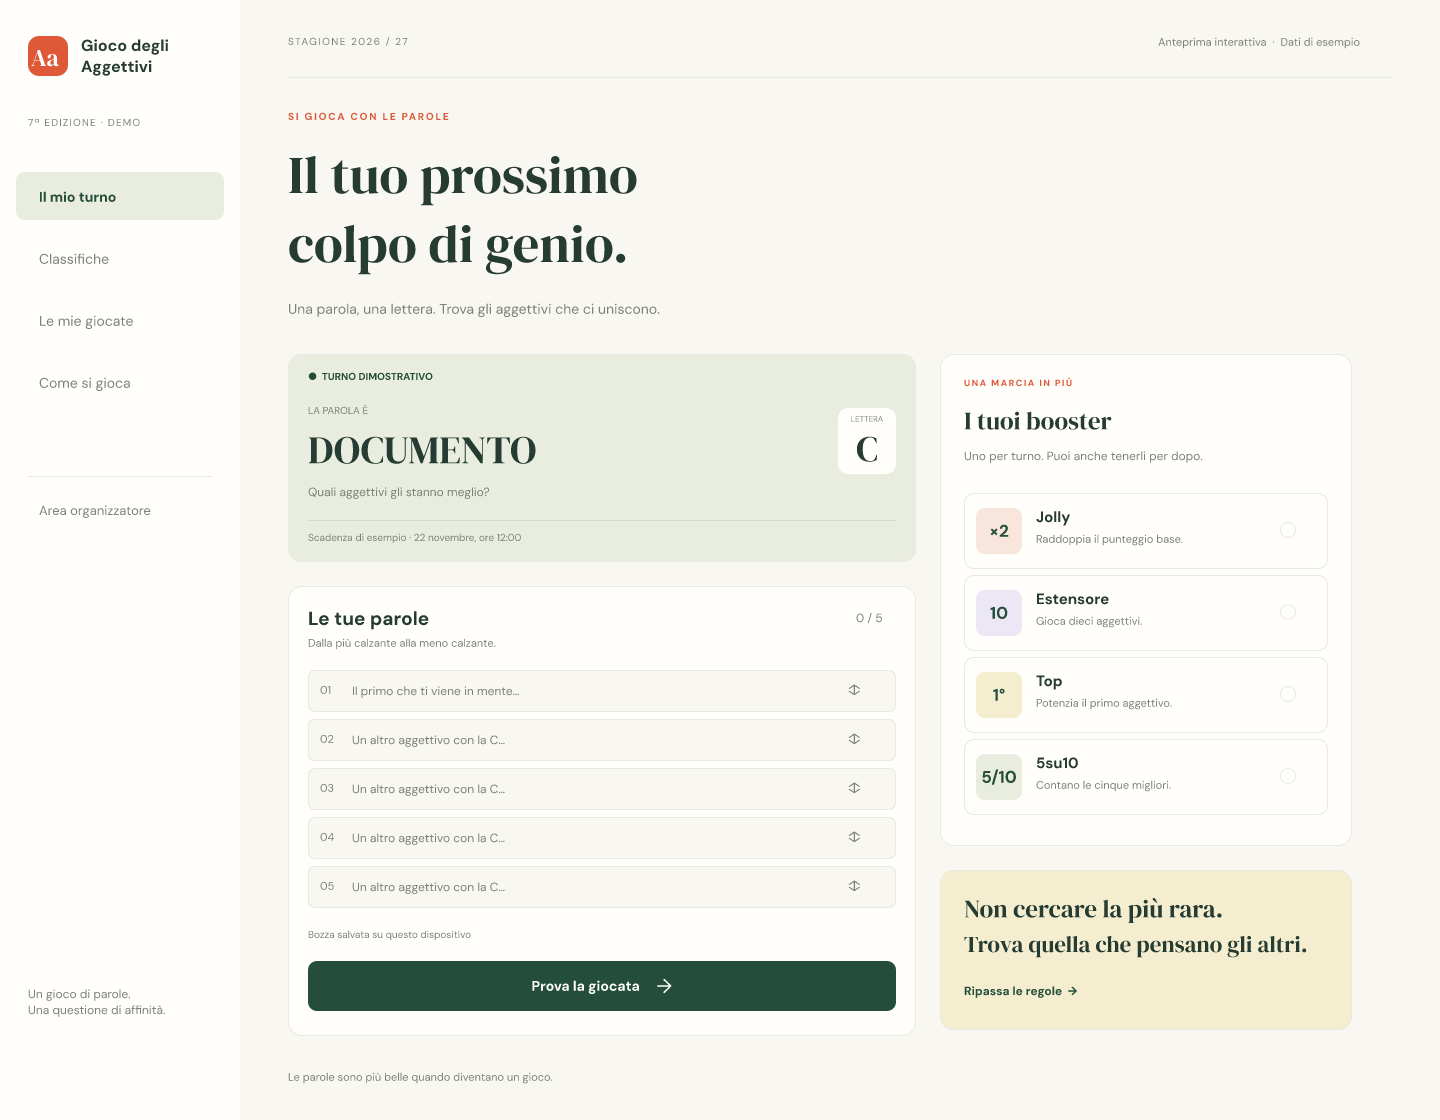 Aa
Gioco degli
Aggettivi
7ª EDIZIONE · DEMO
Il mio turno
Classifiche
Le mie giocate
Come si gioca
Area organizzatore
Un gioco di parole.
Una questione di affinità.
STAGIONE 2026 / 27
Anteprima interattiva · Dati di esempio
SI GIOCA CON LE PAROLE
Il tuo prossimo
colpo di genio.
Una parola, una lettera. Trova gli aggettivi che ci uniscono.
● TURNO DIMOSTRATIVO
LA PAROLA È
DOCUMENTO
LETTERA
C
Quali aggettivi gli stanno meglio?
Scadenza di esempio · 22 novembre, ore 12:00
Le tue parole
0 / 5
Dalla più calzante alla meno calzante.
01 Il primo che ti viene in mente…
02 Un altro aggettivo con la C…
03 Un altro aggettivo con la C…
04 Un altro aggettivo con la C…
05 Un altro aggettivo con la C…
Bozza salvata su questo dispositivo
Prova la giocata →
Le parole sono più belle quando diventano un gioco.
UNA MARCIA IN PIÙ
I tuoi booster
Uno per turno. Puoi anche tenerli per dopo.
×2
Jolly
Raddoppia il punteggio base.
10
Estensore
Gioca dieci aggettivi.
1°
Top
Potenzia il primo aggettivo.
5/10
5su10
Contano le cinque migliori.
Non cercare la più rara.
Trova quella che pensano gli altri.
Ripassa le regole →